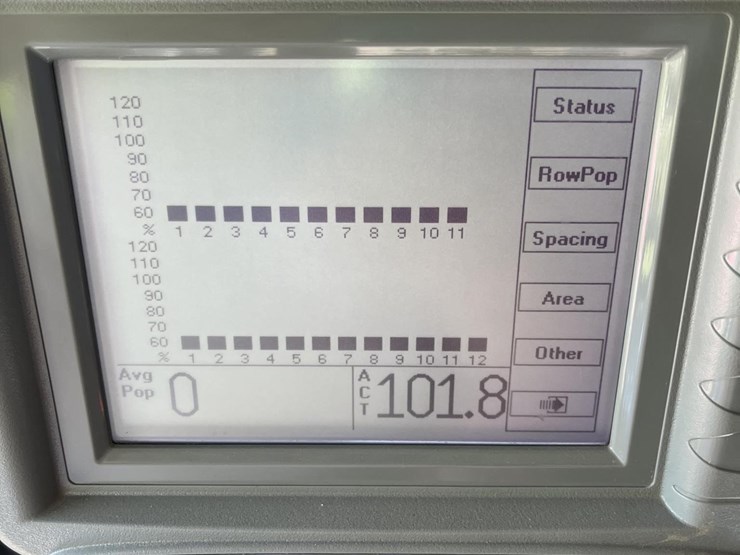 120
110
100
90
80
70
60
% 1 2 3 4 5 6 7 8 9 10 11
120
110
100
90
80
70
60
% 1 2 3 4 5 6 7 8 9 10 11 12
Avg
Pop
0
ACT
101.8
Status
RowPop
Spacing
Area
Other